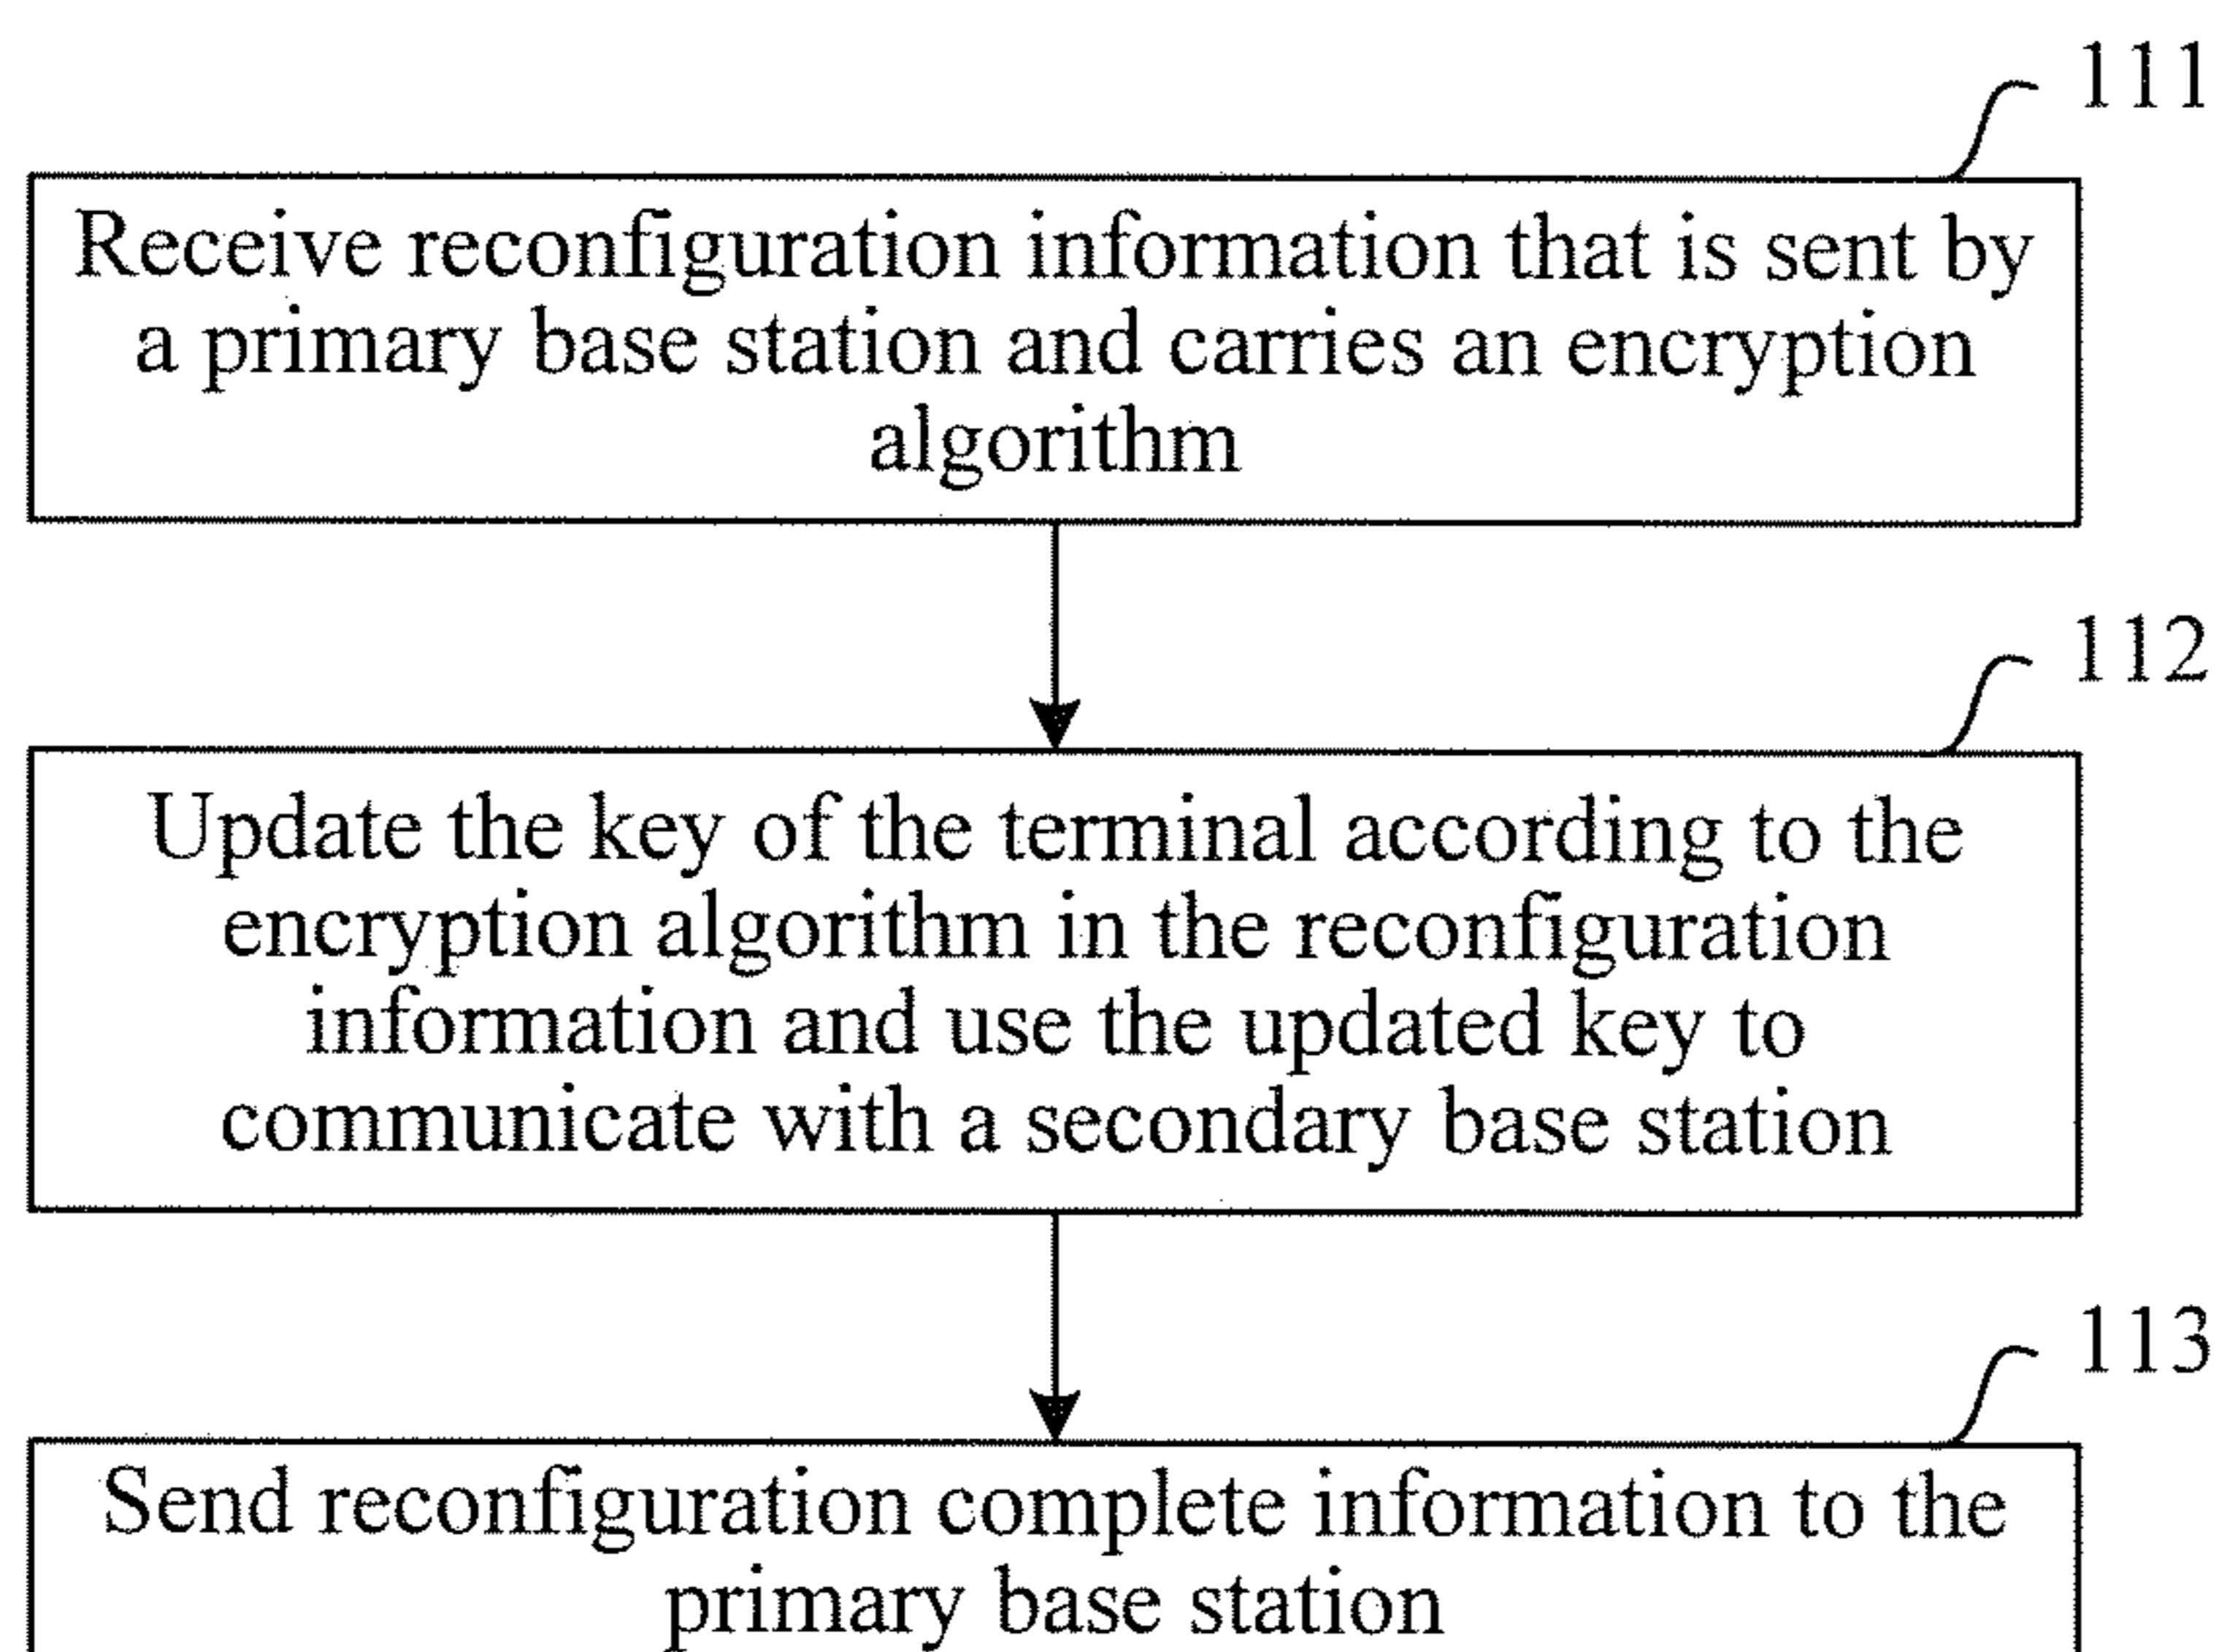 111
Receive reconfiguration information that is sent by
a primary base station and carries an encryption
algorithm
112
Update the key of the terminal according to the
encryption algorithm in the reconfiguration
information and use the updated key to
communicate with a secondary base station
113
Send reconfiguration complete information to the
primary base station